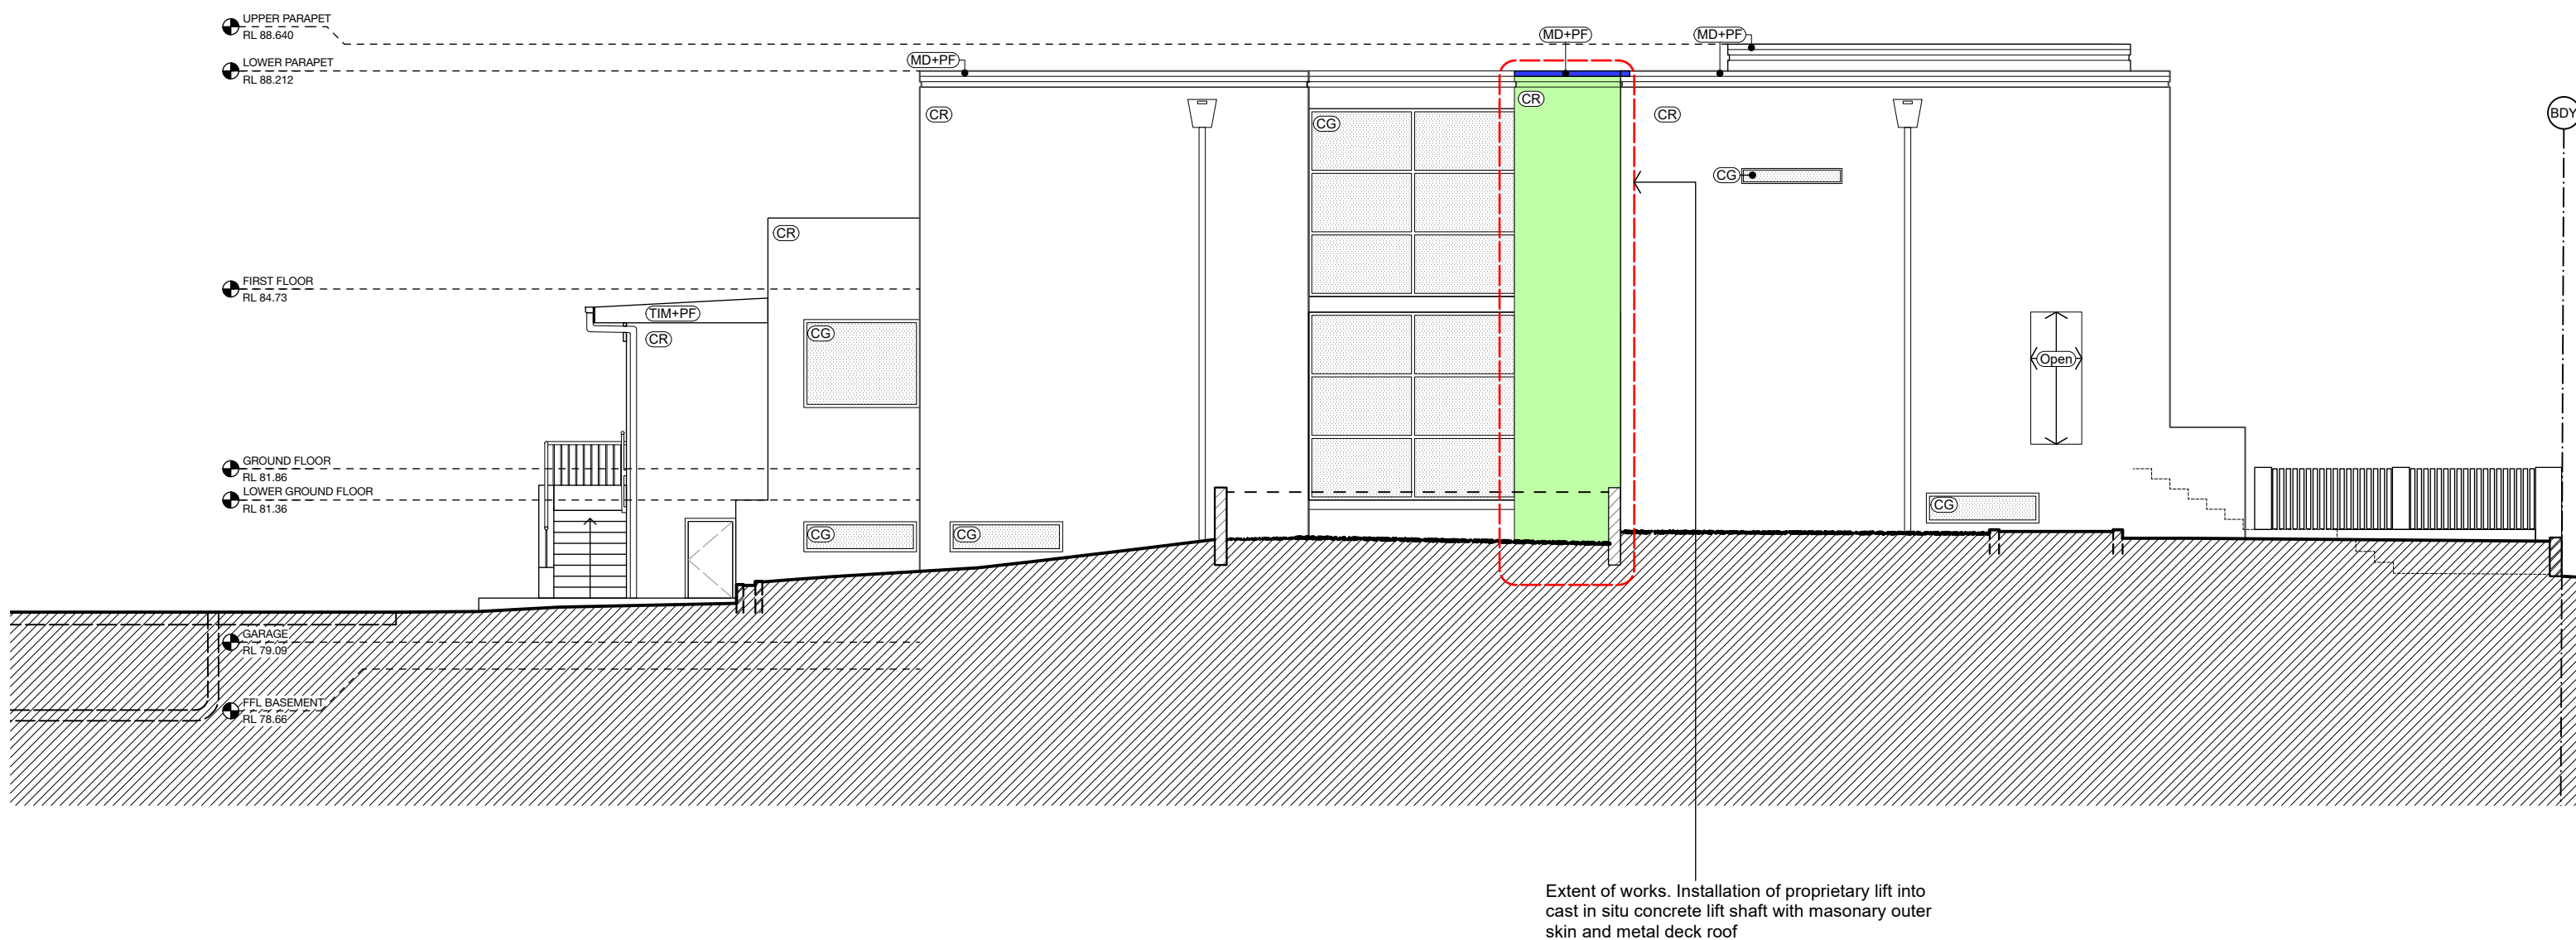 UPPER PARAPET
RL 88.640
MD+PF
MD+PF
LOWER PARAPET
RL 88.212
MD+PF
CR
CR
CR
CG
BDY
CG
CR
FIRST FLOOR
RL 84.73
TIM+PF
CR
CG
Open
GROUND FLOOR
RL 81.86
LOWER GROUND FLOOR
RL 81.36
CG
CG
CG
GARAGE
RL 79.09
FFL BASEMENT
RL 78.66
Extent of works. Installation of proprietary lift into
cast in situ concrete lift shaft with masonary outer
skin and metal deck roof